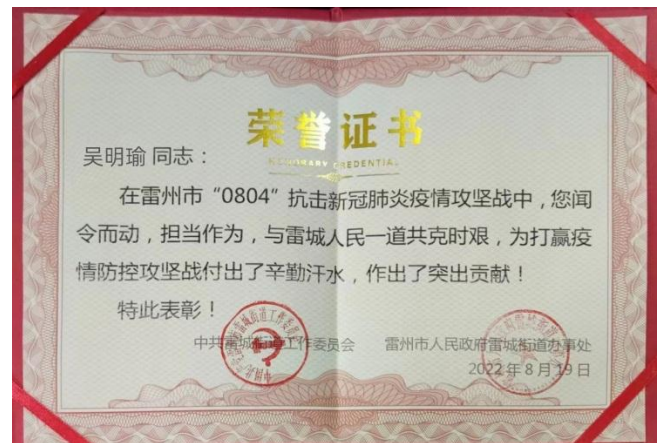 荣誉证书
HONORARY CREDENTIAL
吴明瑜 同志：
在雷州市“0804”抗击新冠肺炎疫情攻坚战中，您闻
令而动，担当作为，与雷城人民一道共克时艰，为打赢疫
情防控攻坚战付出了辛勤汗水，作出了突出贡献！
特此表彰！
中共雷城街道工作委员会 雷州市人民政府雷城街道办事处
2022年8月19日